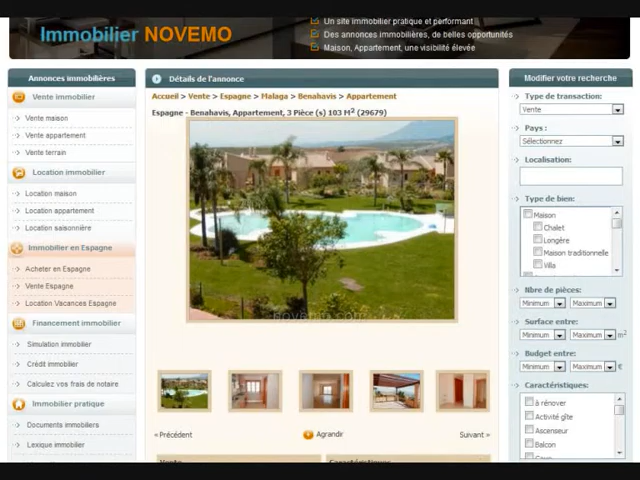 Immobilier NOVEMO
Un site immobilier pratique et performant
Des annonces immobilières, de belles opportunités
Maison, Appartement, une visibilité élevée
Annonces immobilières
Vente immobilier
Vente maison
Vente appartement
Vente terrain
Location immobilier
Location maison
Location appartement
Location saisonnière
Immobilier en Espagne
Acheter en Espagne
Vente Espagne
Location Vacances Espagne
Financement immobilier
Simulation immobilier
Crédit immobilier
Calculez vos frais de notaire
Immobilier pratique
Documents immobiliers
Lexique immobilier
Détails de l'annonce
Accueil > Vente > Espagne > Malaga > Benahavis > Appartement
Espagne - Benahavis, Appartement, 3 Pièce (s) 103 M² (29679)
novemo.com
« Précédent
Agrandir
Suivant »
Vente
Caractéristiques
Modifier votre recherche
Type de transaction:
Vente
Pays :
Sélectionnez
Localisation:
Type de bien:
Maison
Chalet
Longère
Maison traditionnelle
Villa
Nbre de pièces:
Minimum Maximum
Surface entre:
Minimum Maximum m²
Budget entre:
Minimum Maximum €
Caractéristiques:
à rénover
Activité gîte
Ascenseur
Balcon